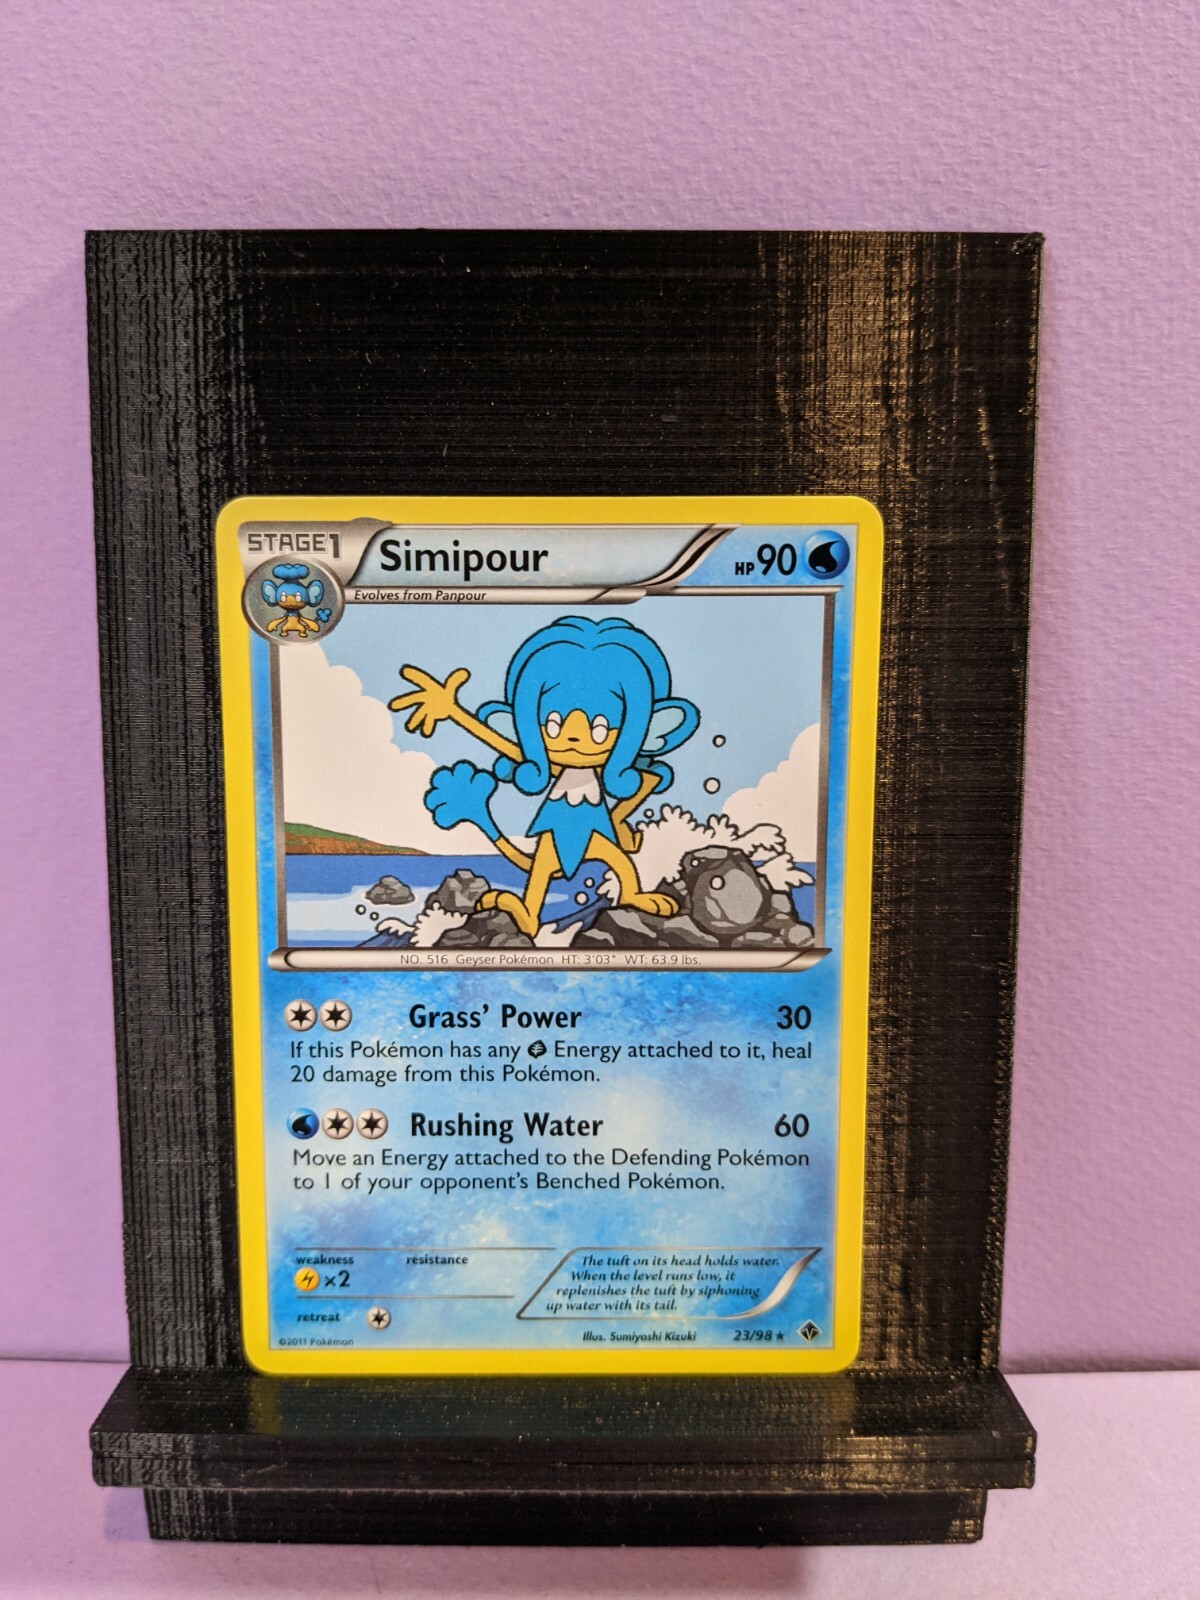 STAGE1
Simipour
HP90
Evolves from Panpour
NO. 516 Geyser Pokémon HT: 3'03" WT: 63.9 lbs.
Grass' Power 30
If this Pokémon has any Energy attached to it, heal
20 damage from this Pokémon.
Rushing Water 60
Move an Energy attached to the Defending Pokémon
to 1 of your opponent's Benched Pokémon.
weakness resistance
×2
retreat
The tuft on its head holds water.
When the level runs low, it
replenishes the tuft by siphoning
up water with its tail.
©2011 Pokémon
Illus. Sumiyoshi Kizuki
23/98 ★